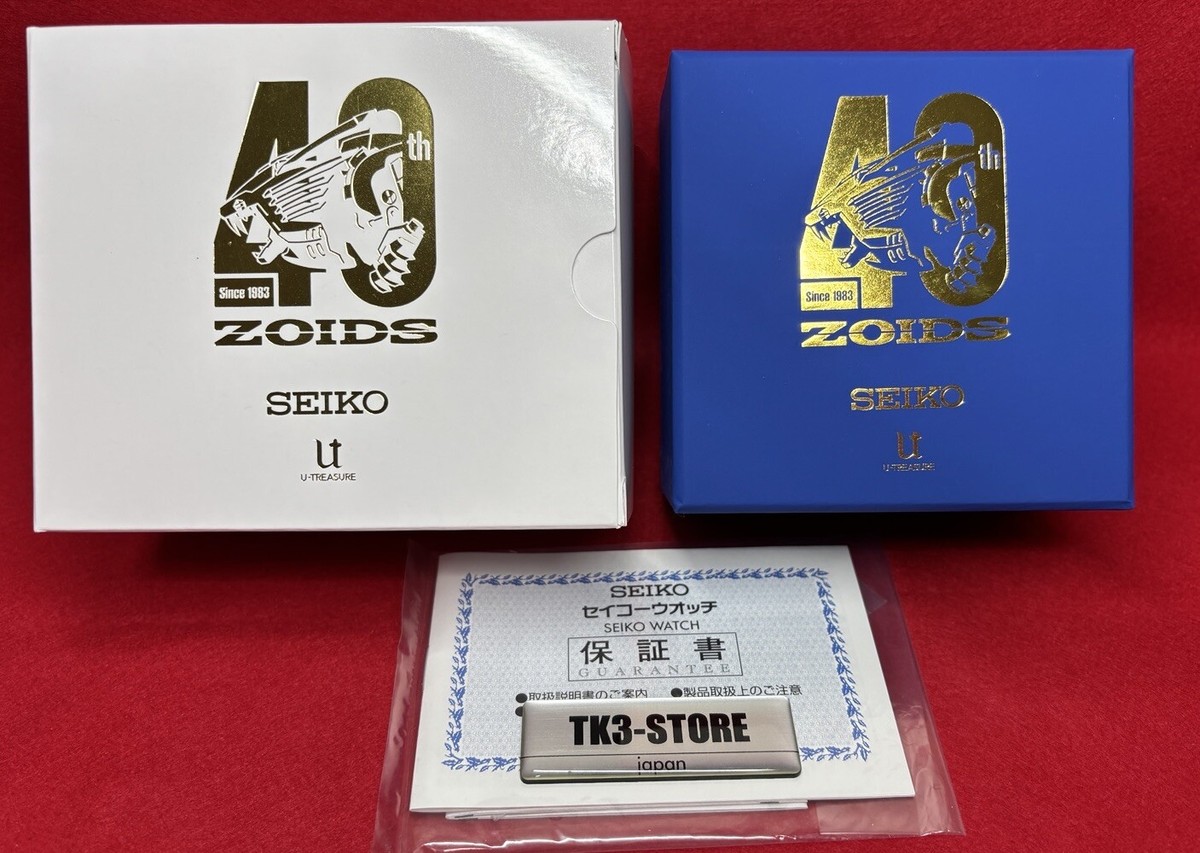 40th
Since 1983
ZOIDS
SEIKO
U
U-TREASURE
40th
Since 1983
ZOIDS
SEIKO
U
U-TREASURE
SEIKO
セイコーウオッチ
SEIKO WATCH
保証書
GUARANTEE
●取扱説明書のご案内 ●製品取扱上のご注意
TK3-STORE
japan